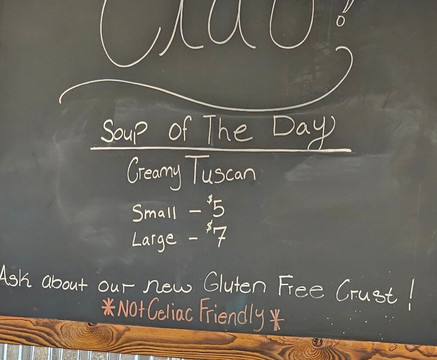 Ciao!
Soup of The Day
Creamy Tuscan
Small - $5
Large - $7
Ask about our new Gluten Free Crust!
*Not Celiac Friendly*